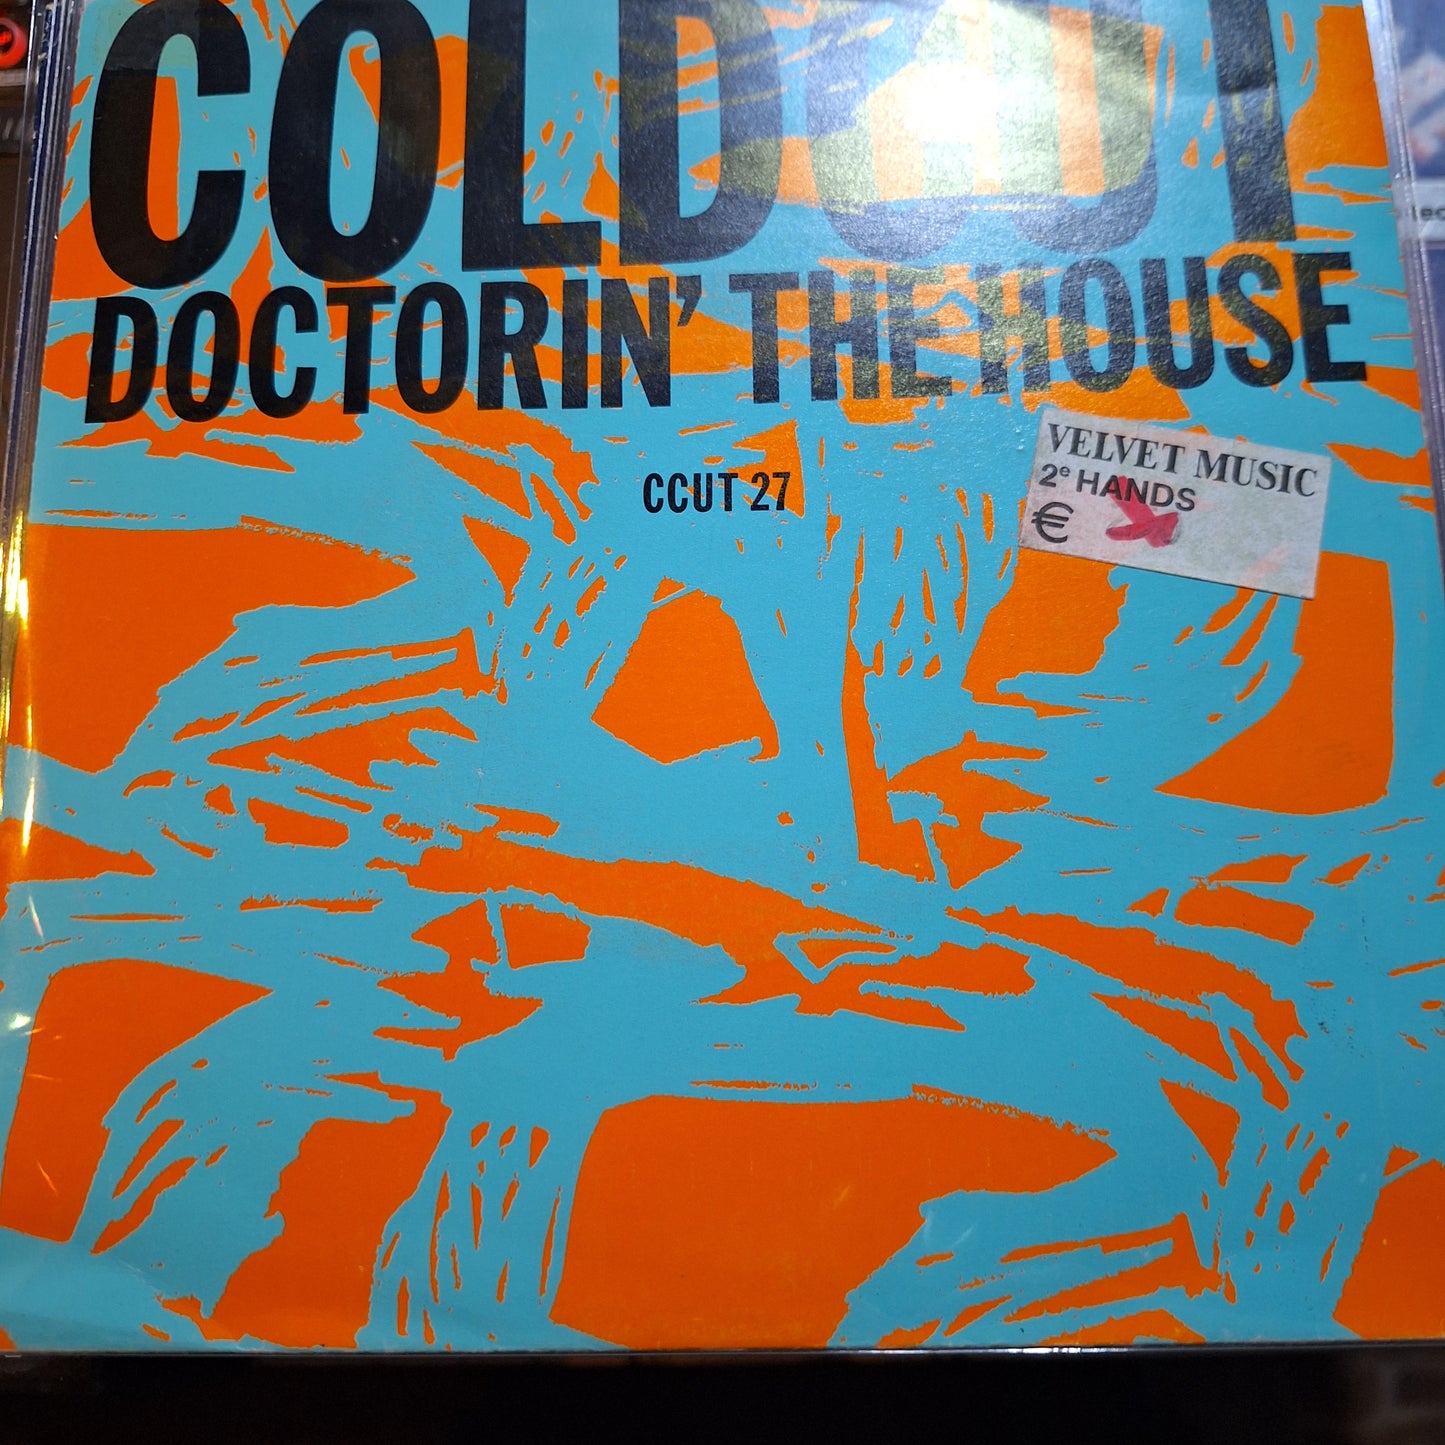 COLDCUT
DOCTORIN' THE HOUSE
CCUT 27
VELVET MUSIC
2e HANDS
€